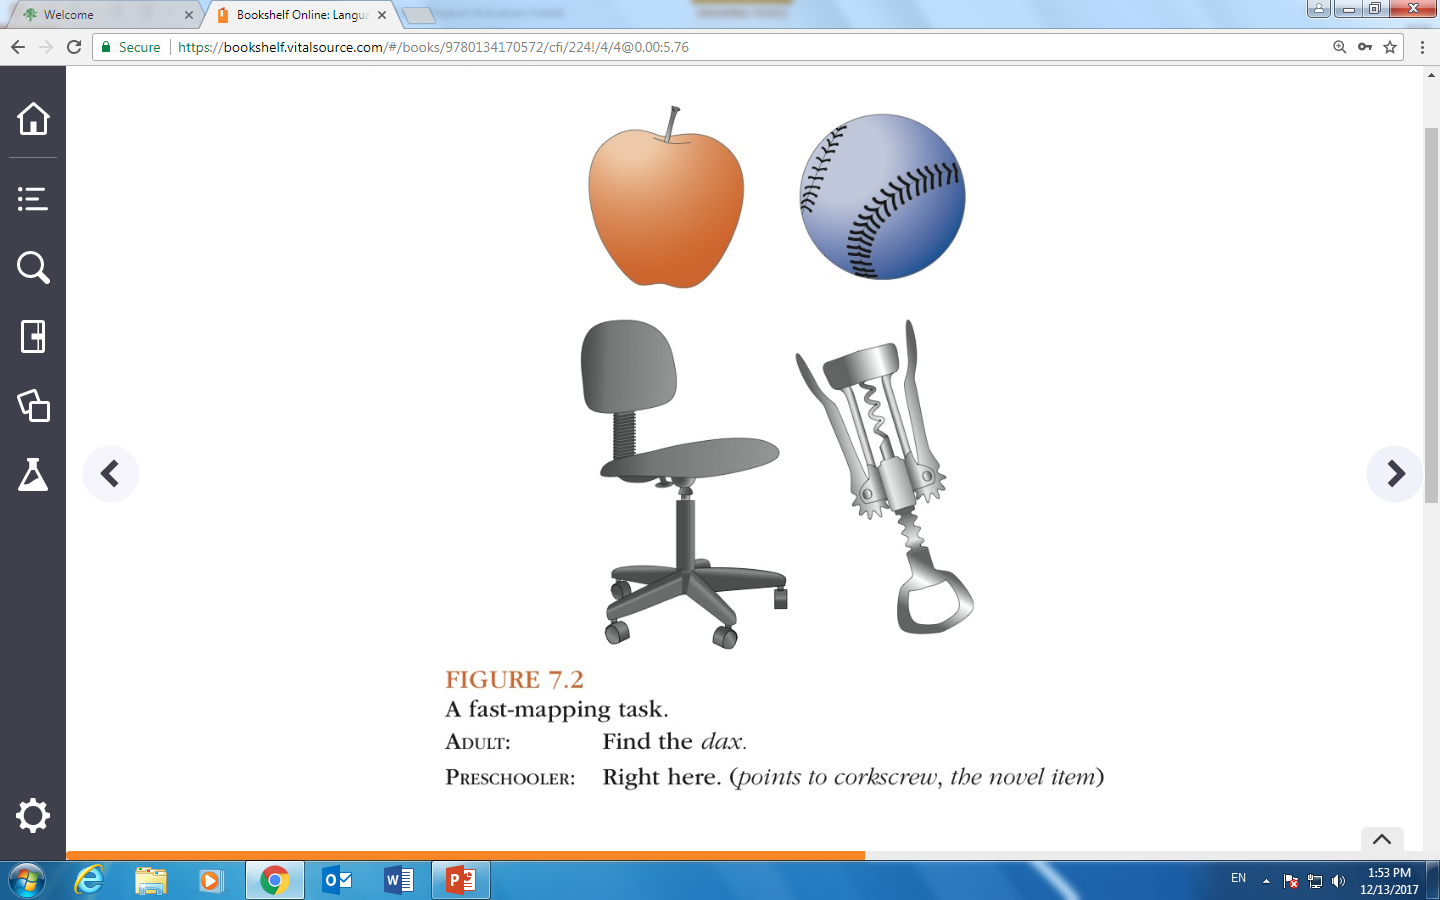 Welcome
Bookshelf Online: Langua
Secure
https://bookshelf.vitalsource.com/#/books/9780134170572/cfi/224!/4/4@0.00:5.76
FIGURE 7.2
A fast-mapping task.
ADULT: Find the dax.
PRESCHOOLER: Right here. (points to corkscrew, the novel item)
EN
1:53 PM
12/13/2017